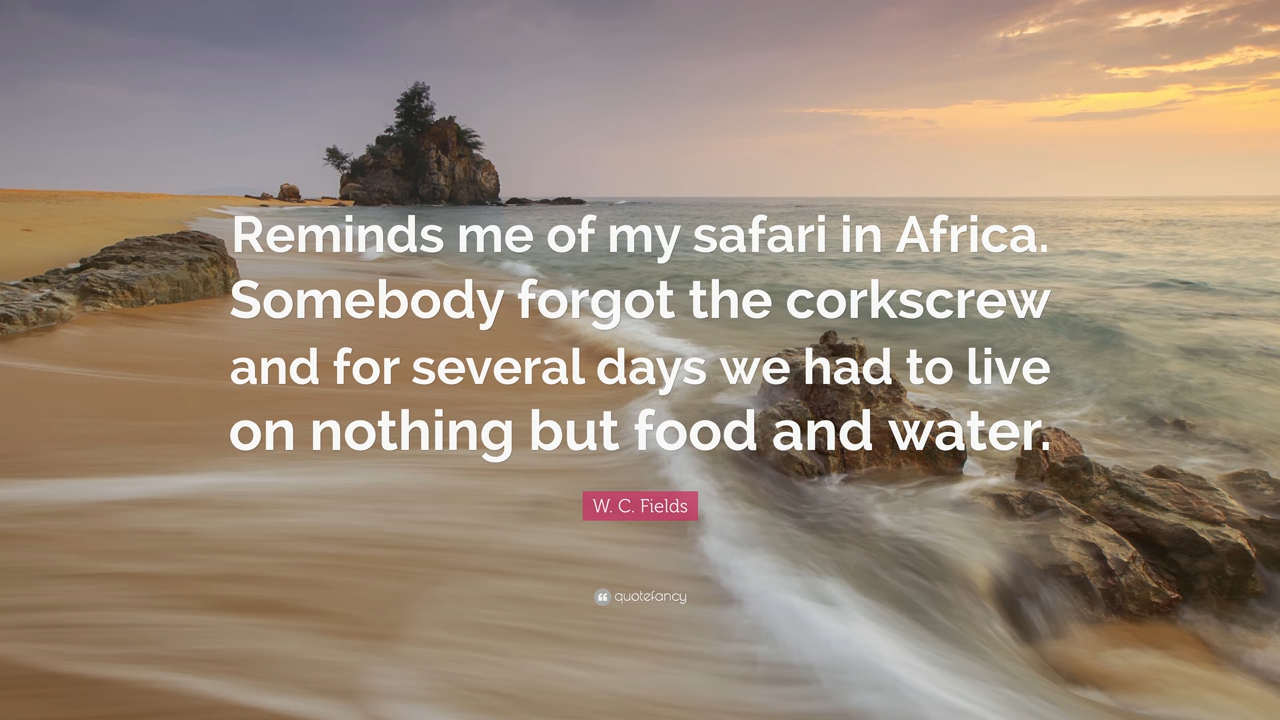 Reminds me of my safari in Africa.
Somebody forgot the corkscrew
and for several days we had to live
on nothing but food and water.
W. C. Fields
quotefancy